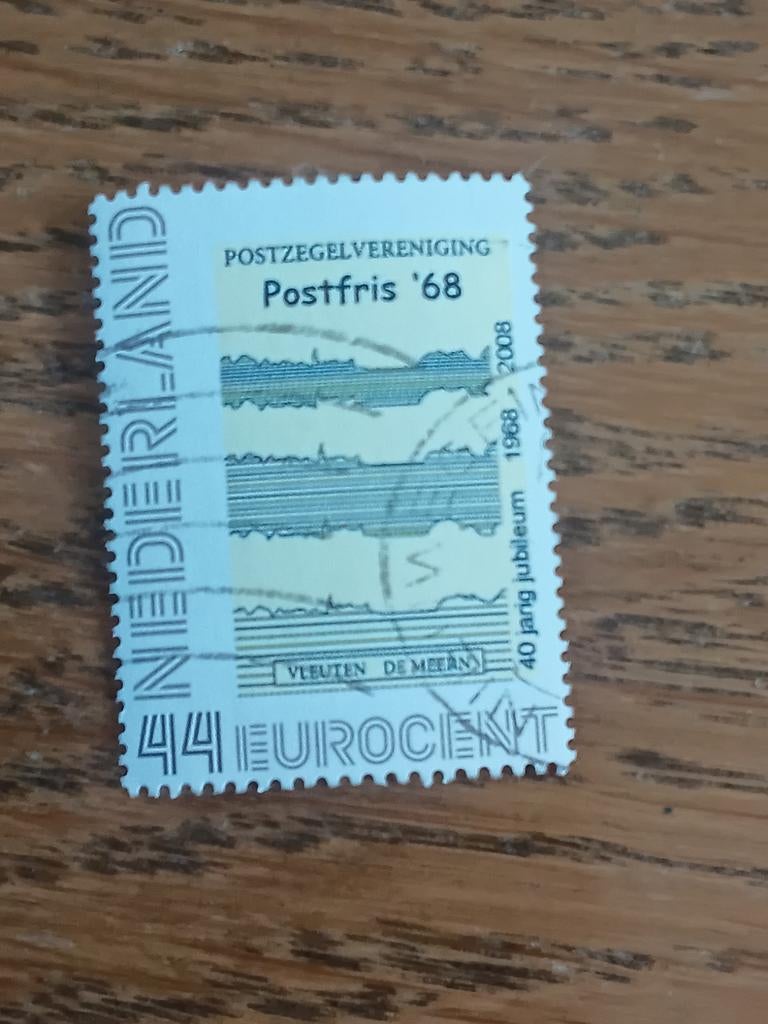 NEDERLAND
POSTZEGELVERENIGING
Postfris '68
40 jarig jubileum 1968 2008
VLEUTEN DE MEERN
44 EUROCENT